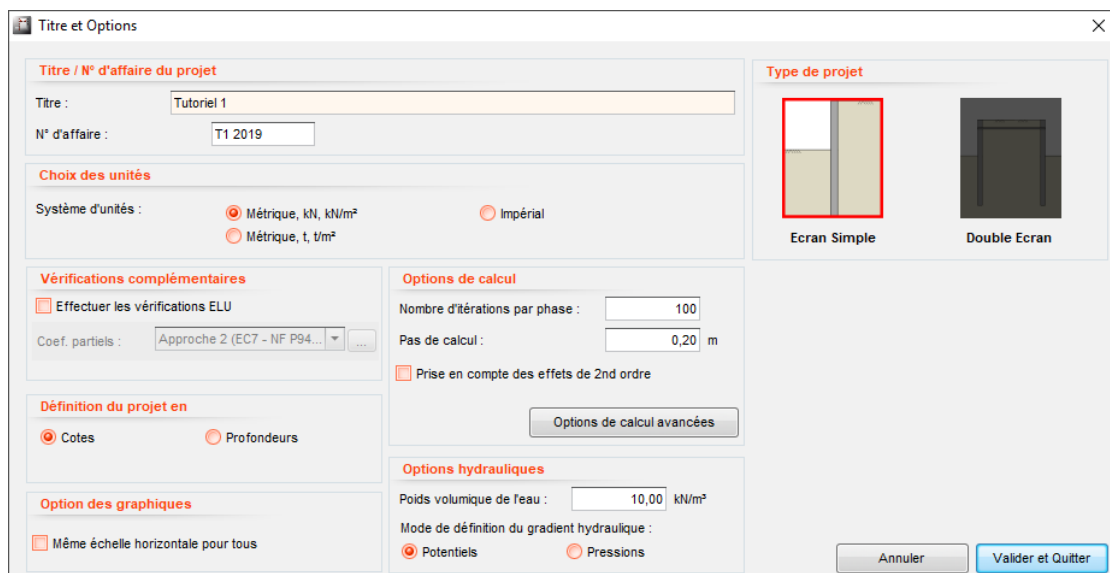 Titre et Options
Titre / N° d'affaire du projet
Titre :
Tutoriel 1
N° d'affaire :
T1 2019
Type de projet
Ecran Simple
Double Ecran
Choix des unités
Système d'unités :
Métrique, kN, kN/m²
Impérial
Métrique, t, t/m²
Vérifications complémentaires
Effectuer les vérifications ELU
Coef. partiels :
Approche 2 (EC7 - NF P94...
...
Options de calcul
Nombre d'itérations par phase :
100
Pas de calcul :
0,20 m
Prise en compte des effets de 2nd ordre
Options de calcul avancées
Définition du projet en
Cotes
Profondeurs
Options hydrauliques
Poids volumique de l'eau :
10,00 kN/m³
Mode de définition du gradient hydraulique :
Potentiels
Pressions
Option des graphiques
Même échelle horizontale pour tous
Annuler
Valider et Quitter